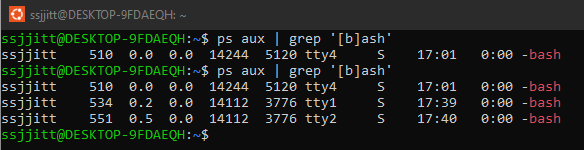 ssjjitt@DESKTOP-9FDAEQH: ~
ssjjitt@DESKTOP-9FDAEQH:~$ ps aux | grep '[b]ash'
ssjjitt    510  0.0  0.0  14244  5120 tty4     S    17:01   0:00 -bash
ssjjitt@DESKTOP-9FDAEQH:~$ ps aux | grep '[b]ash'
ssjjitt    510  0.0  0.0  14244  5120 tty4     S    17:01   0:00 -bash
ssjjitt    534  0.2  0.0  14112  3776 tty1     S    17:39   0:00 -bash
ssjjitt    551  0.5  0.0  14112  3776 tty2     S    17:40   0:00 -bash
ssjjitt@DESKTOP-9FDAEQH:~$